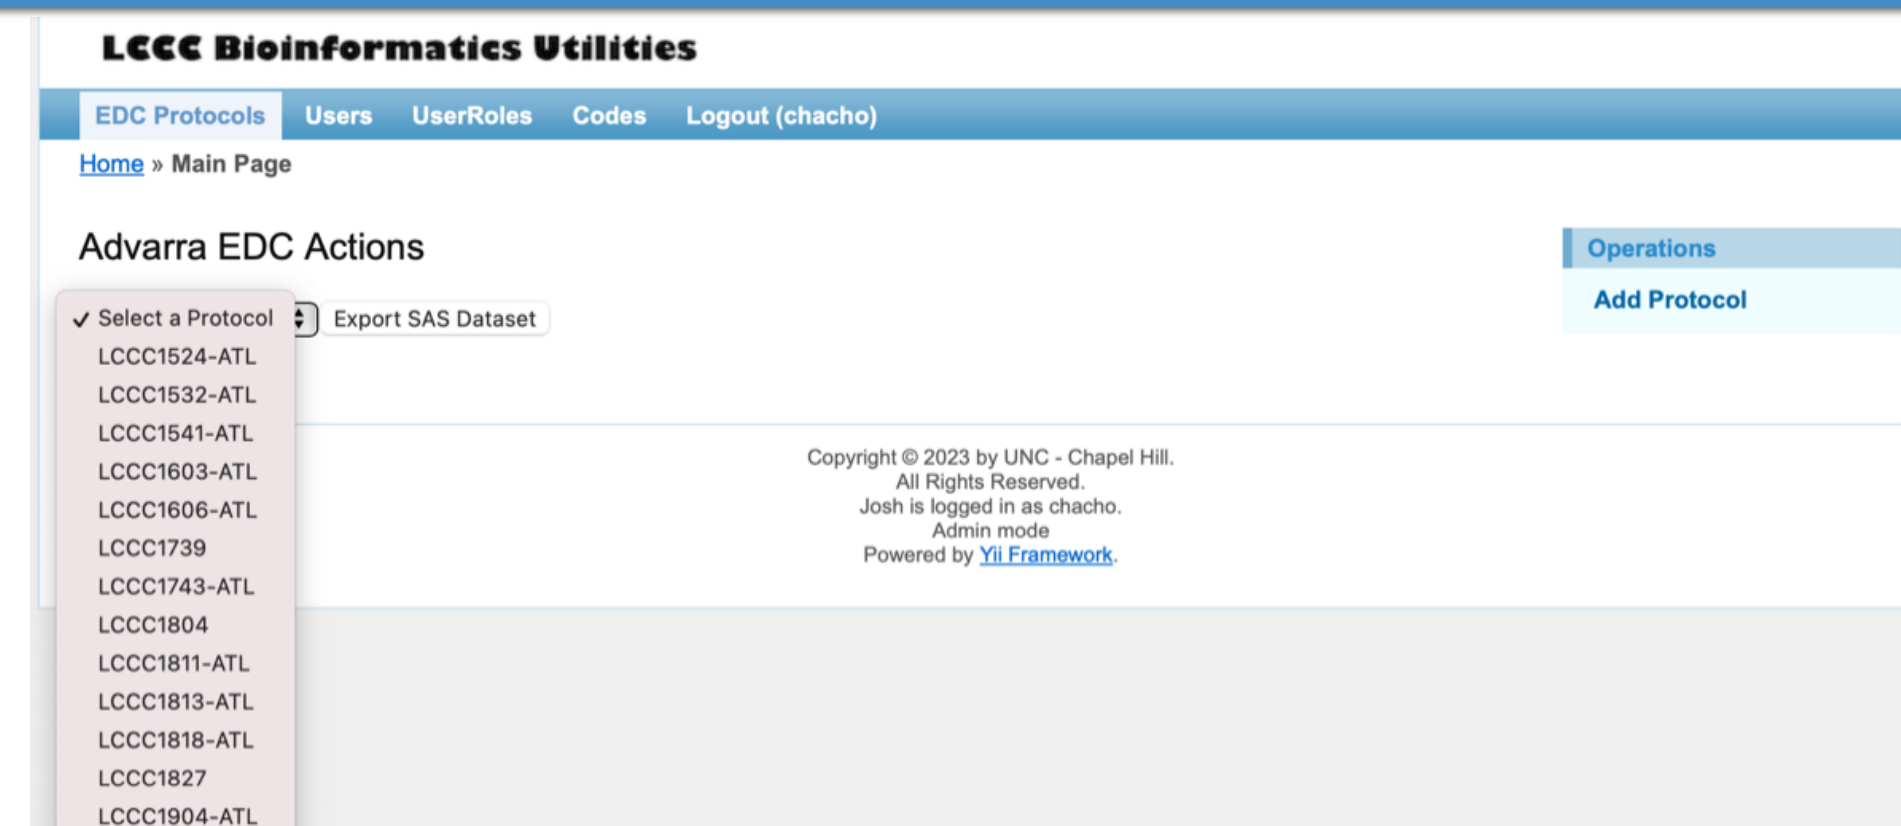 LCCC Bioinformatics Utilities
EDC Protocols Users UserRoles Codes Logout (chacho)
Home » Main Page
Advarra EDC Actions
✓ Select a Protocol Export SAS Dataset
LCCC1524-ATL
LCCC1532-ATL
LCCC1541-ATL
LCCC1603-ATL
LCCC1606-ATL
LCCC1739
LCCC1743-ATL
LCCC1804
LCCC1811-ATL
LCCC1813-ATL
LCCC1818-ATL
LCCC1827
LCCC1904-ATL
Operations
Add Protocol
Copyright © 2023 by UNC - Chapel Hill.
All Rights Reserved.
Josh is logged in as chacho.
Admin mode
Powered by Yii Framework.